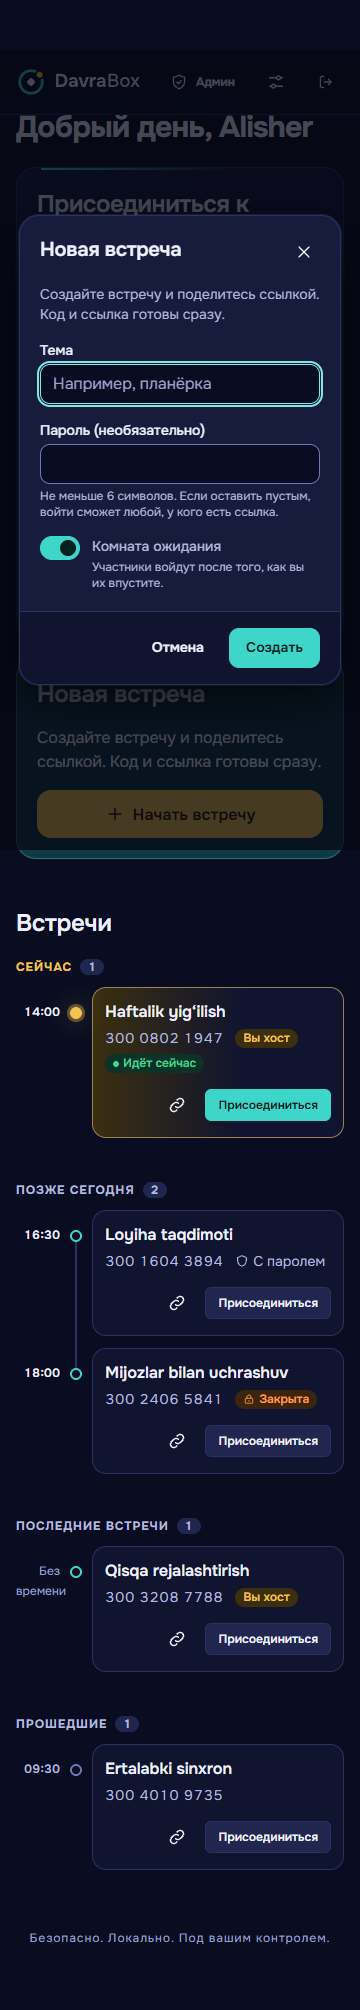 DavraBox
Админ
Добрый день, Alisher
Присоединиться к
Новая встреча
Создайте встречу и поделитесь ссылкой.
Код и ссылка готовы сразу.
Тема
Например, планёрка
Пароль (необязательно)
Не меньше 6 символов. Если оставить пустым,
войти сможет любой, у кого есть ссылка.
Комната ожидания
Участники войдут после того, как вы
их впустите.
Отмена
Создать
Новая встреча
Создайте встречу и поделитесь
ссылкой. Код и ссылка готовы сразу.
Начать встречу
Встречи
СЕЙЧАС 1
14:00
Haftalik yig‘ilish
300 0802 1947 Вы хост
Идёт сейчас
Присоединиться
ПОЗЖЕ СЕГОДНЯ 2
16:30
Loyiha taqdimoti
300 1604 3894 С паролем
Присоединиться
18:00
Mijozlar bilan uchrashuv
300 2406 5841 Закрыта
Присоединиться
ПОСЛЕДНИЕ ВСТРЕЧИ 1
Без
времени
Qisqa rejalashtirish
300 3208 7788 Вы хост
Присоединиться
ПРОШЕДШИЕ 1
09:30
Ertalabki sinxron
300 4010 9735
Присоединиться
Безопасно. Локально. Под вашим контролем.